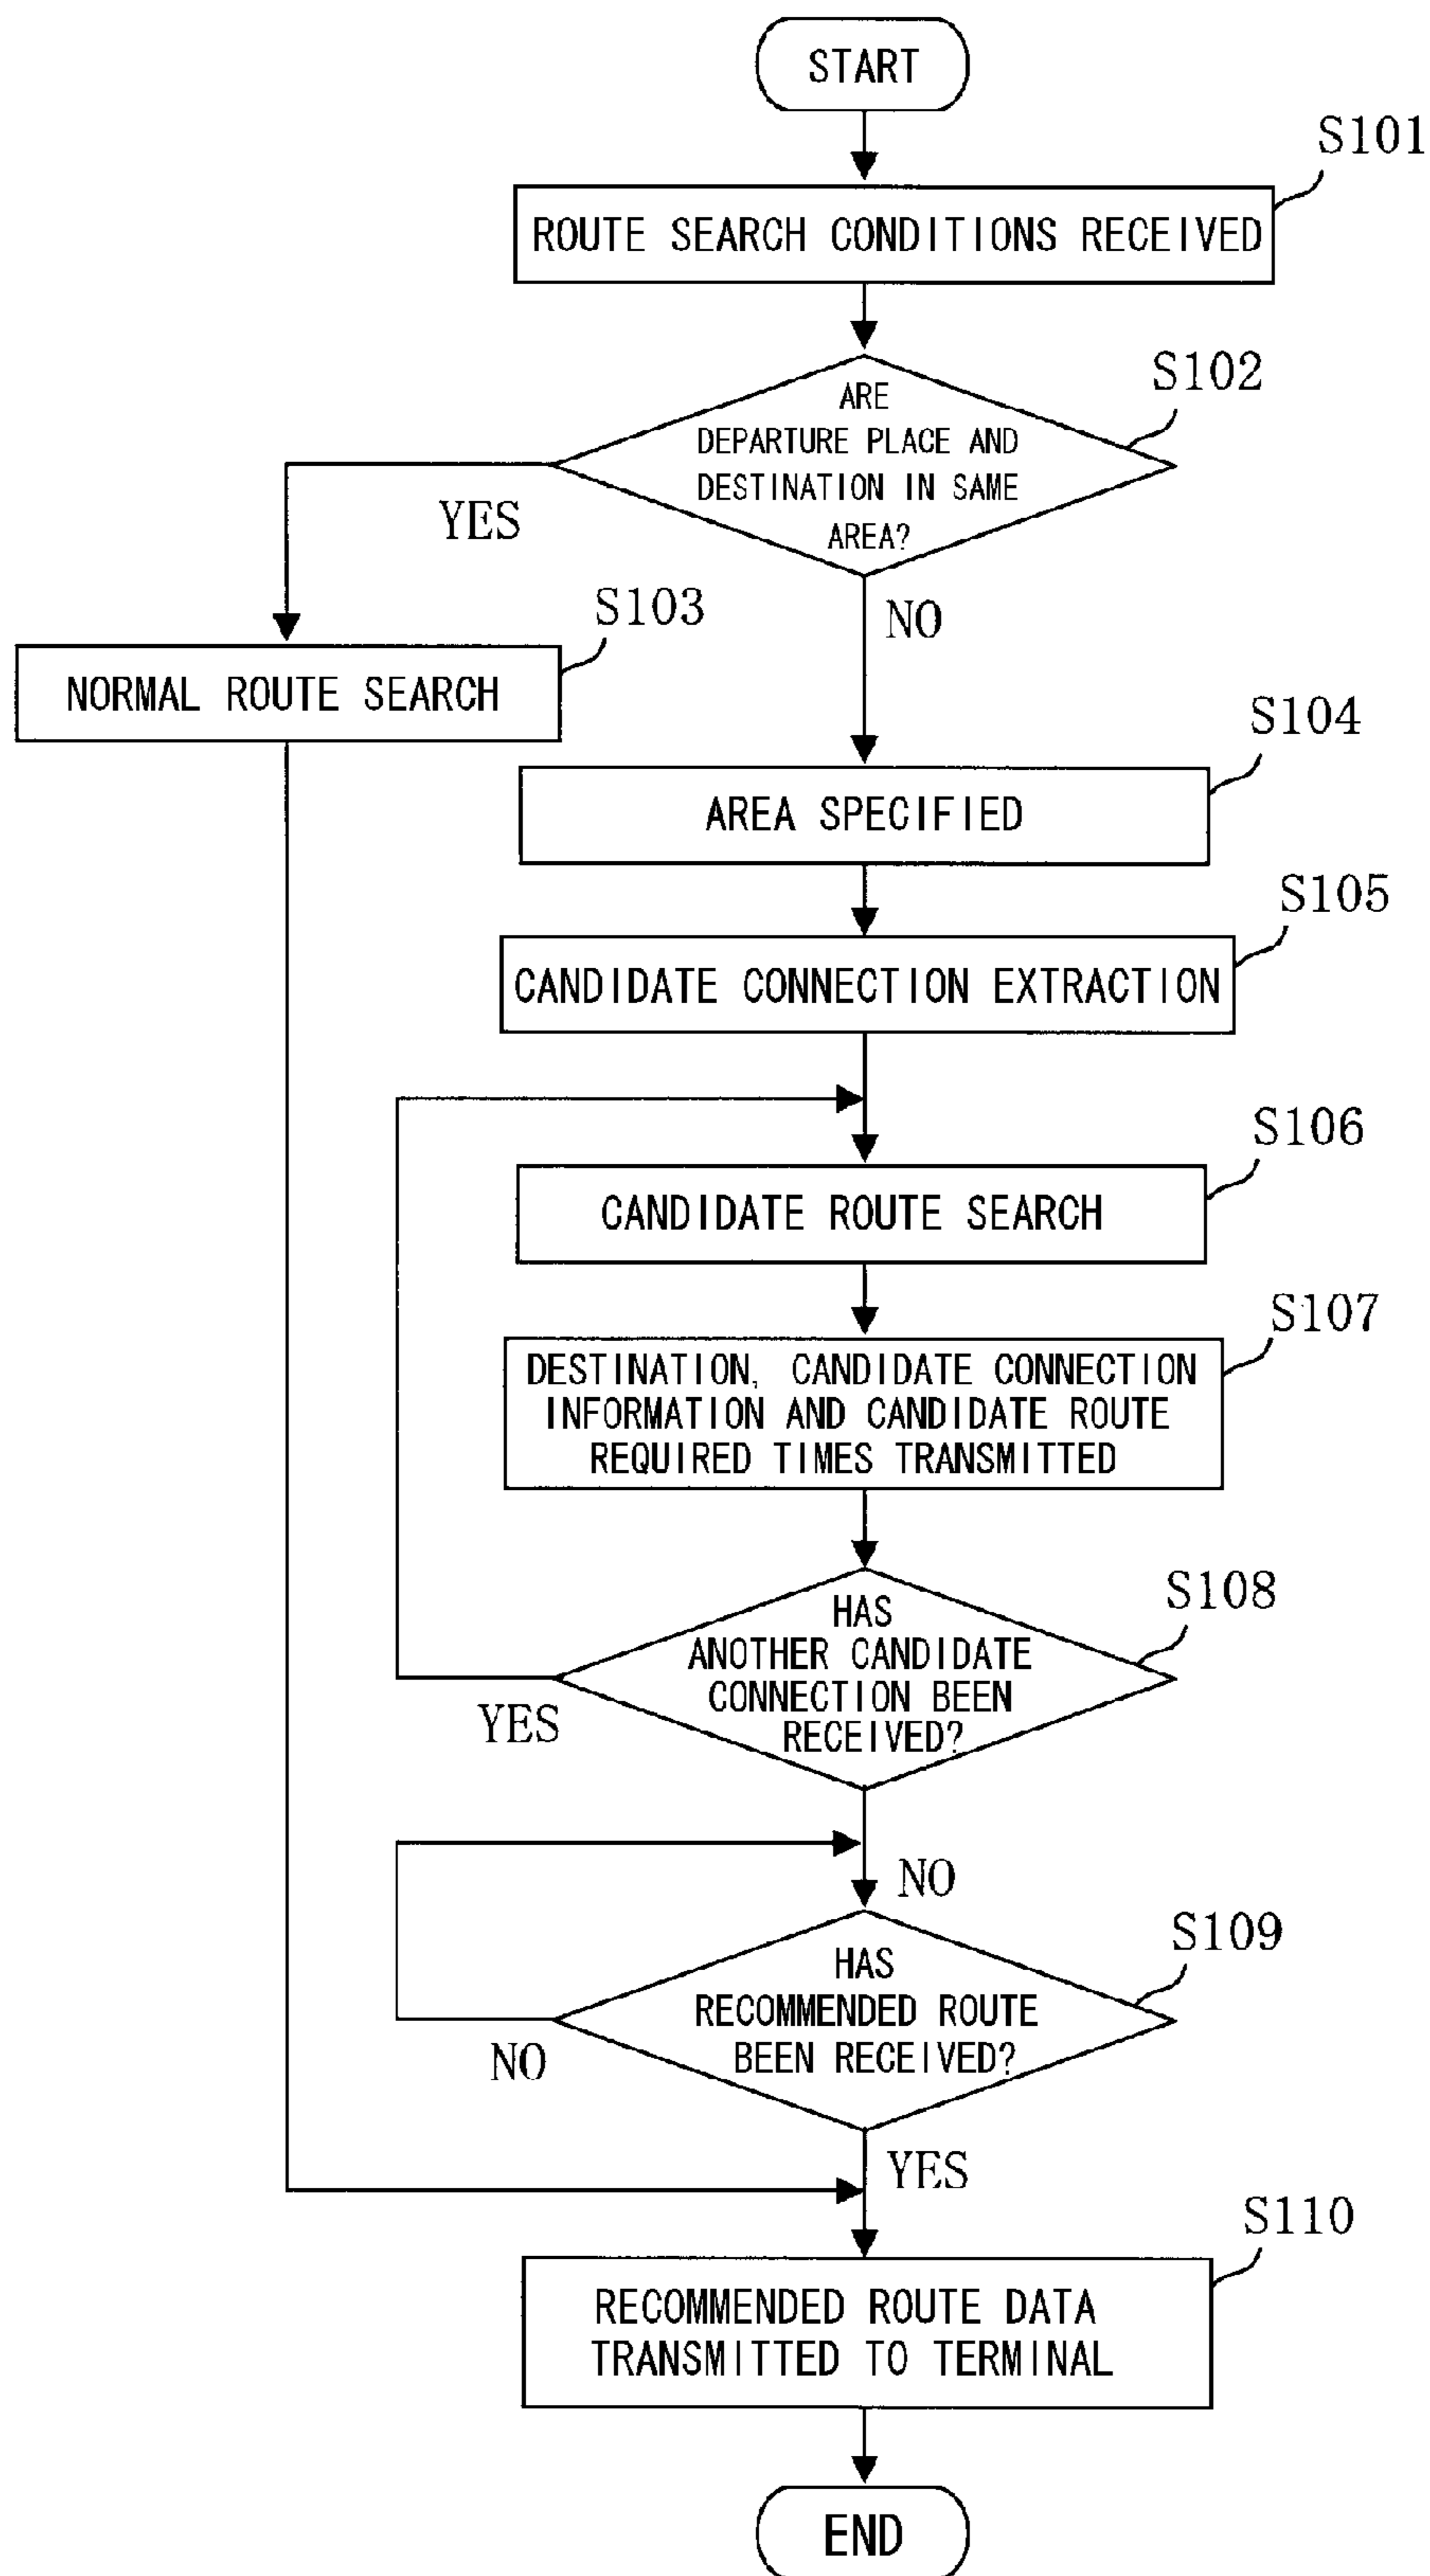 START
S101
ROUTE SEARCH CONDITIONS RECEIVED
S102
ARE
DEPARTURE PLACE AND
DESTINATION IN SAME
AREA?
YES
NO
S103
NORMAL ROUTE SEARCH
S104
AREA SPECIFIED
S105
CANDIDATE CONNECTION EXTRACTION
S106
CANDIDATE ROUTE SEARCH
S107
DESTINATION, CANDIDATE CONNECTION
INFORMATION AND CANDIDATE ROUTE
REQUIRED TIMES TRANSMITTED
S108
HAS
ANOTHER CANDIDATE
CONNECTION BEEN
RECEIVED?
YES
NO
S109
HAS
RECOMMENDED ROUTE
BEEN RECEIVED?
NO
YES
S110
RECOMMENDED ROUTE DATA
TRANSMITTED TO TERMINAL
END